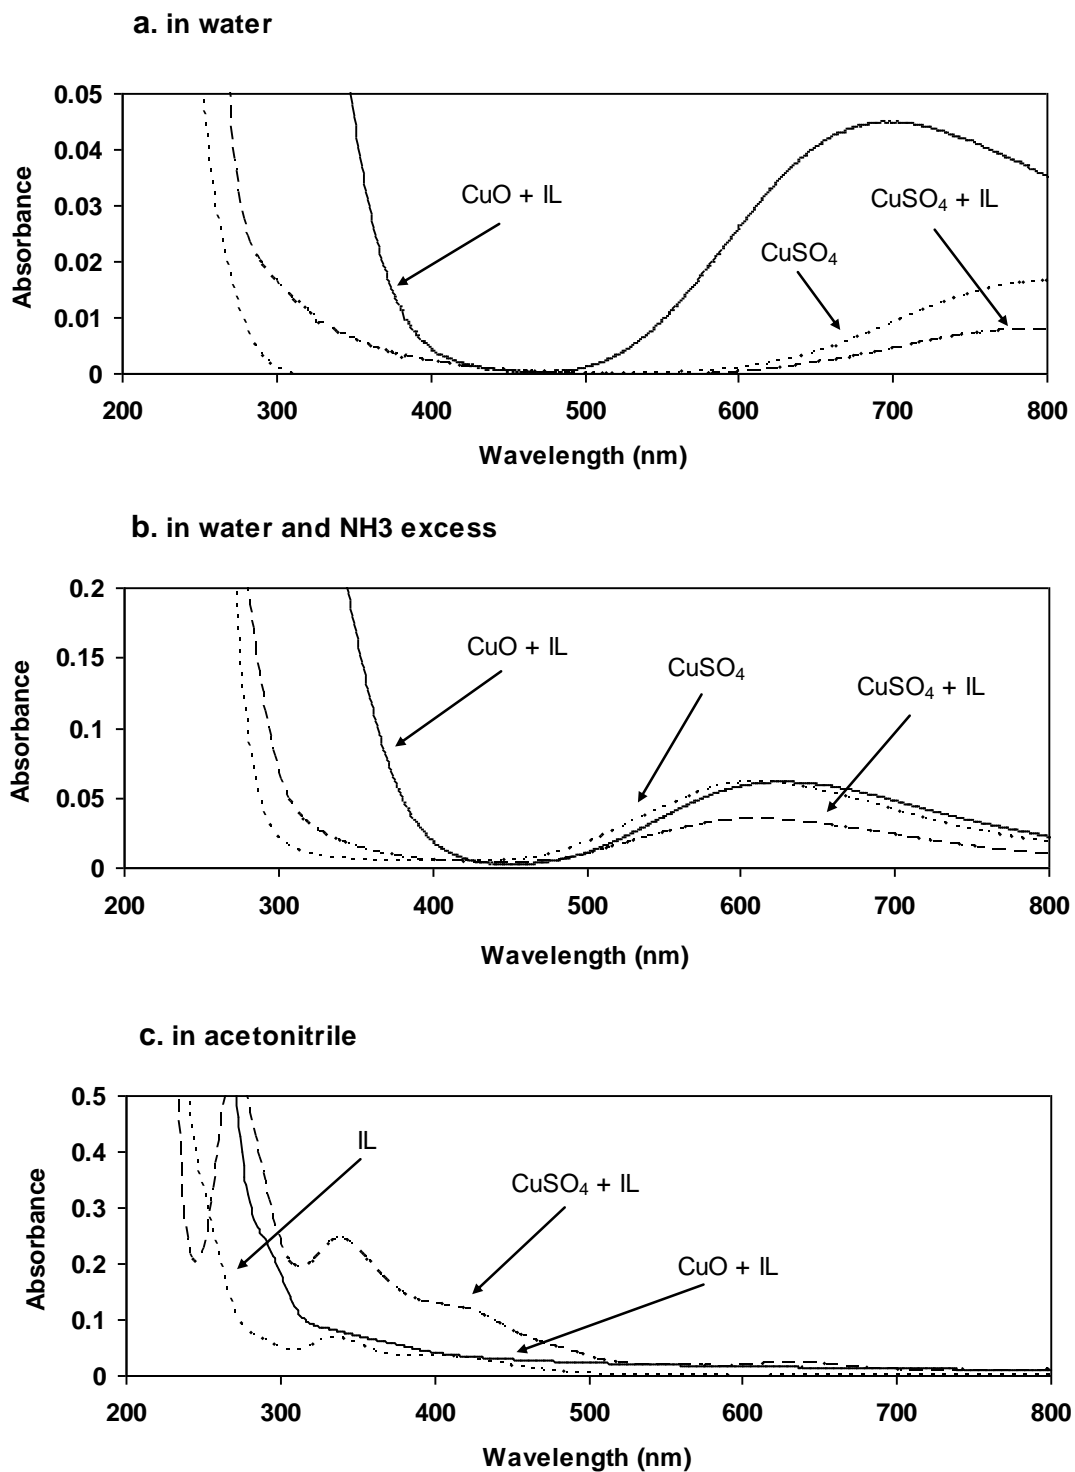 a. in water
0.05
0.04
0.03
0.02
0.01
0
Absorbance
CuO + IL
CuSO4 + IL
CuSO4
200 300 400 500 600 700 800
Wavelength (nm)
b. in water and NH3 excess
0.2
0.15
0.1
0.05
0
Absorbance
CuO + IL
CuSO4
CuSO4 + IL
200 300 400 500 600 700 800
Wavelength (nm)
c. in acetonitrile
0.5
0.4
0.3
0.2
0.1
0
Absorbance
IL
CuSO4 + IL
CuO + IL
200 300 400 500 600 700 800
Wavelength (nm)